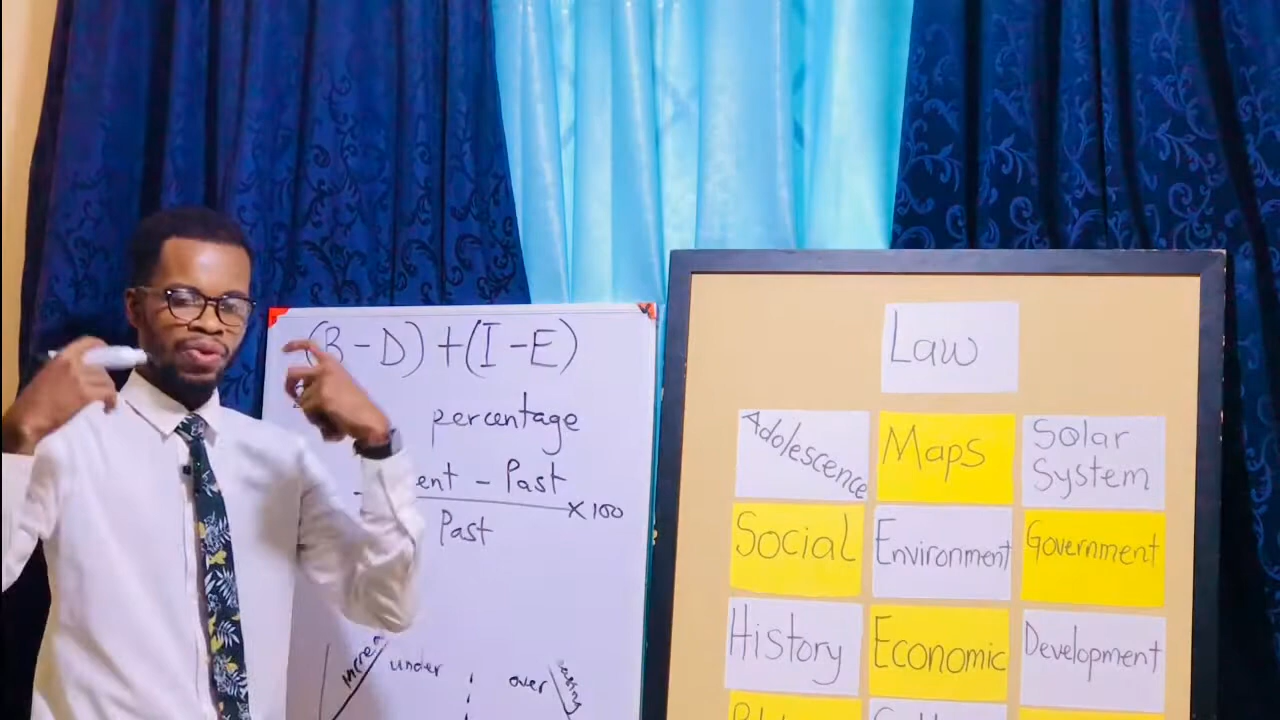 (B - D) + (I - E)
percentage
ent - Past
Past
× 100
under
over
Law
Adolescence
Maps
Solar
System
Social
Environment
Government
History
Economic
Development